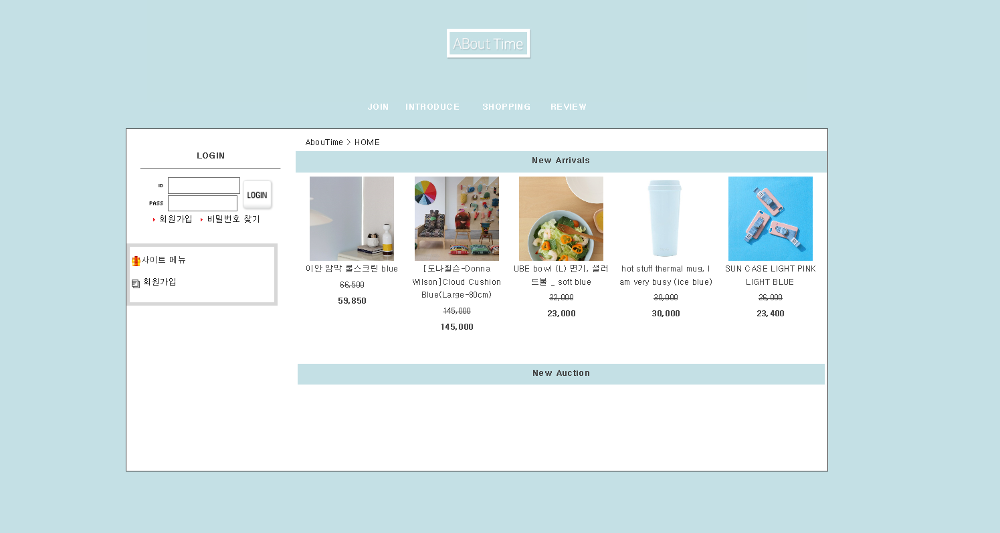 ABout Time
JOIN INTRODUCE SHOPPING REVIEW
AbouTime > HOME
LOGIN
ID
PASS
LOGIN
회원가입 비밀번호 찾기
사이트 메뉴
회원가입
New Arrivals
이안 암막 롤스크린 blue
66,500
59,850
[도나윌슨-Donna
Wilson]Cloud Cushion
Blue(Large-80cm)
145,000
145,000
UBE bowl (L) 면기, 샐러
드볼 _ soft blue
32,000
23,000
hot stuff thermal mug, I
am very busy (ice blue)
30,000
30,000
SUN CASE LIGHT PINK
LIGHT BLUE
26,000
23,400
New Auction